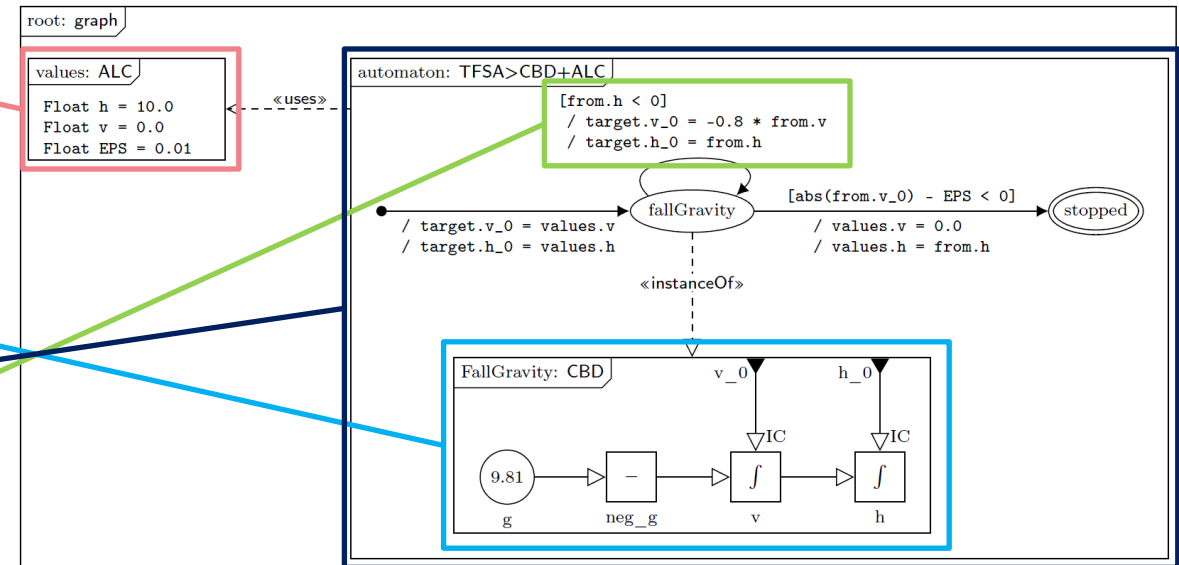 root: graph
values: ALC
Float h = 10.0
Float v = 0.0
Float EPS = 0.01
«uses»
automaton: TFSA>CBD+ALC
[from.h < 0]
/ target.v_0 = -0.8 * from.v
/ target.h_0 = from.h
fallGravity
[abs(from.v_0) - EPS < 0]
stopped
/ target.v_0 = values.v
/ target.h_0 = values.h
/ values.v = 0.0
/ values.h = from.h
«instanceOf»
FallGravity: CBD
v_0
h_0
IC
IC
9.81
−
∫
∫
g
neg_g
v
h